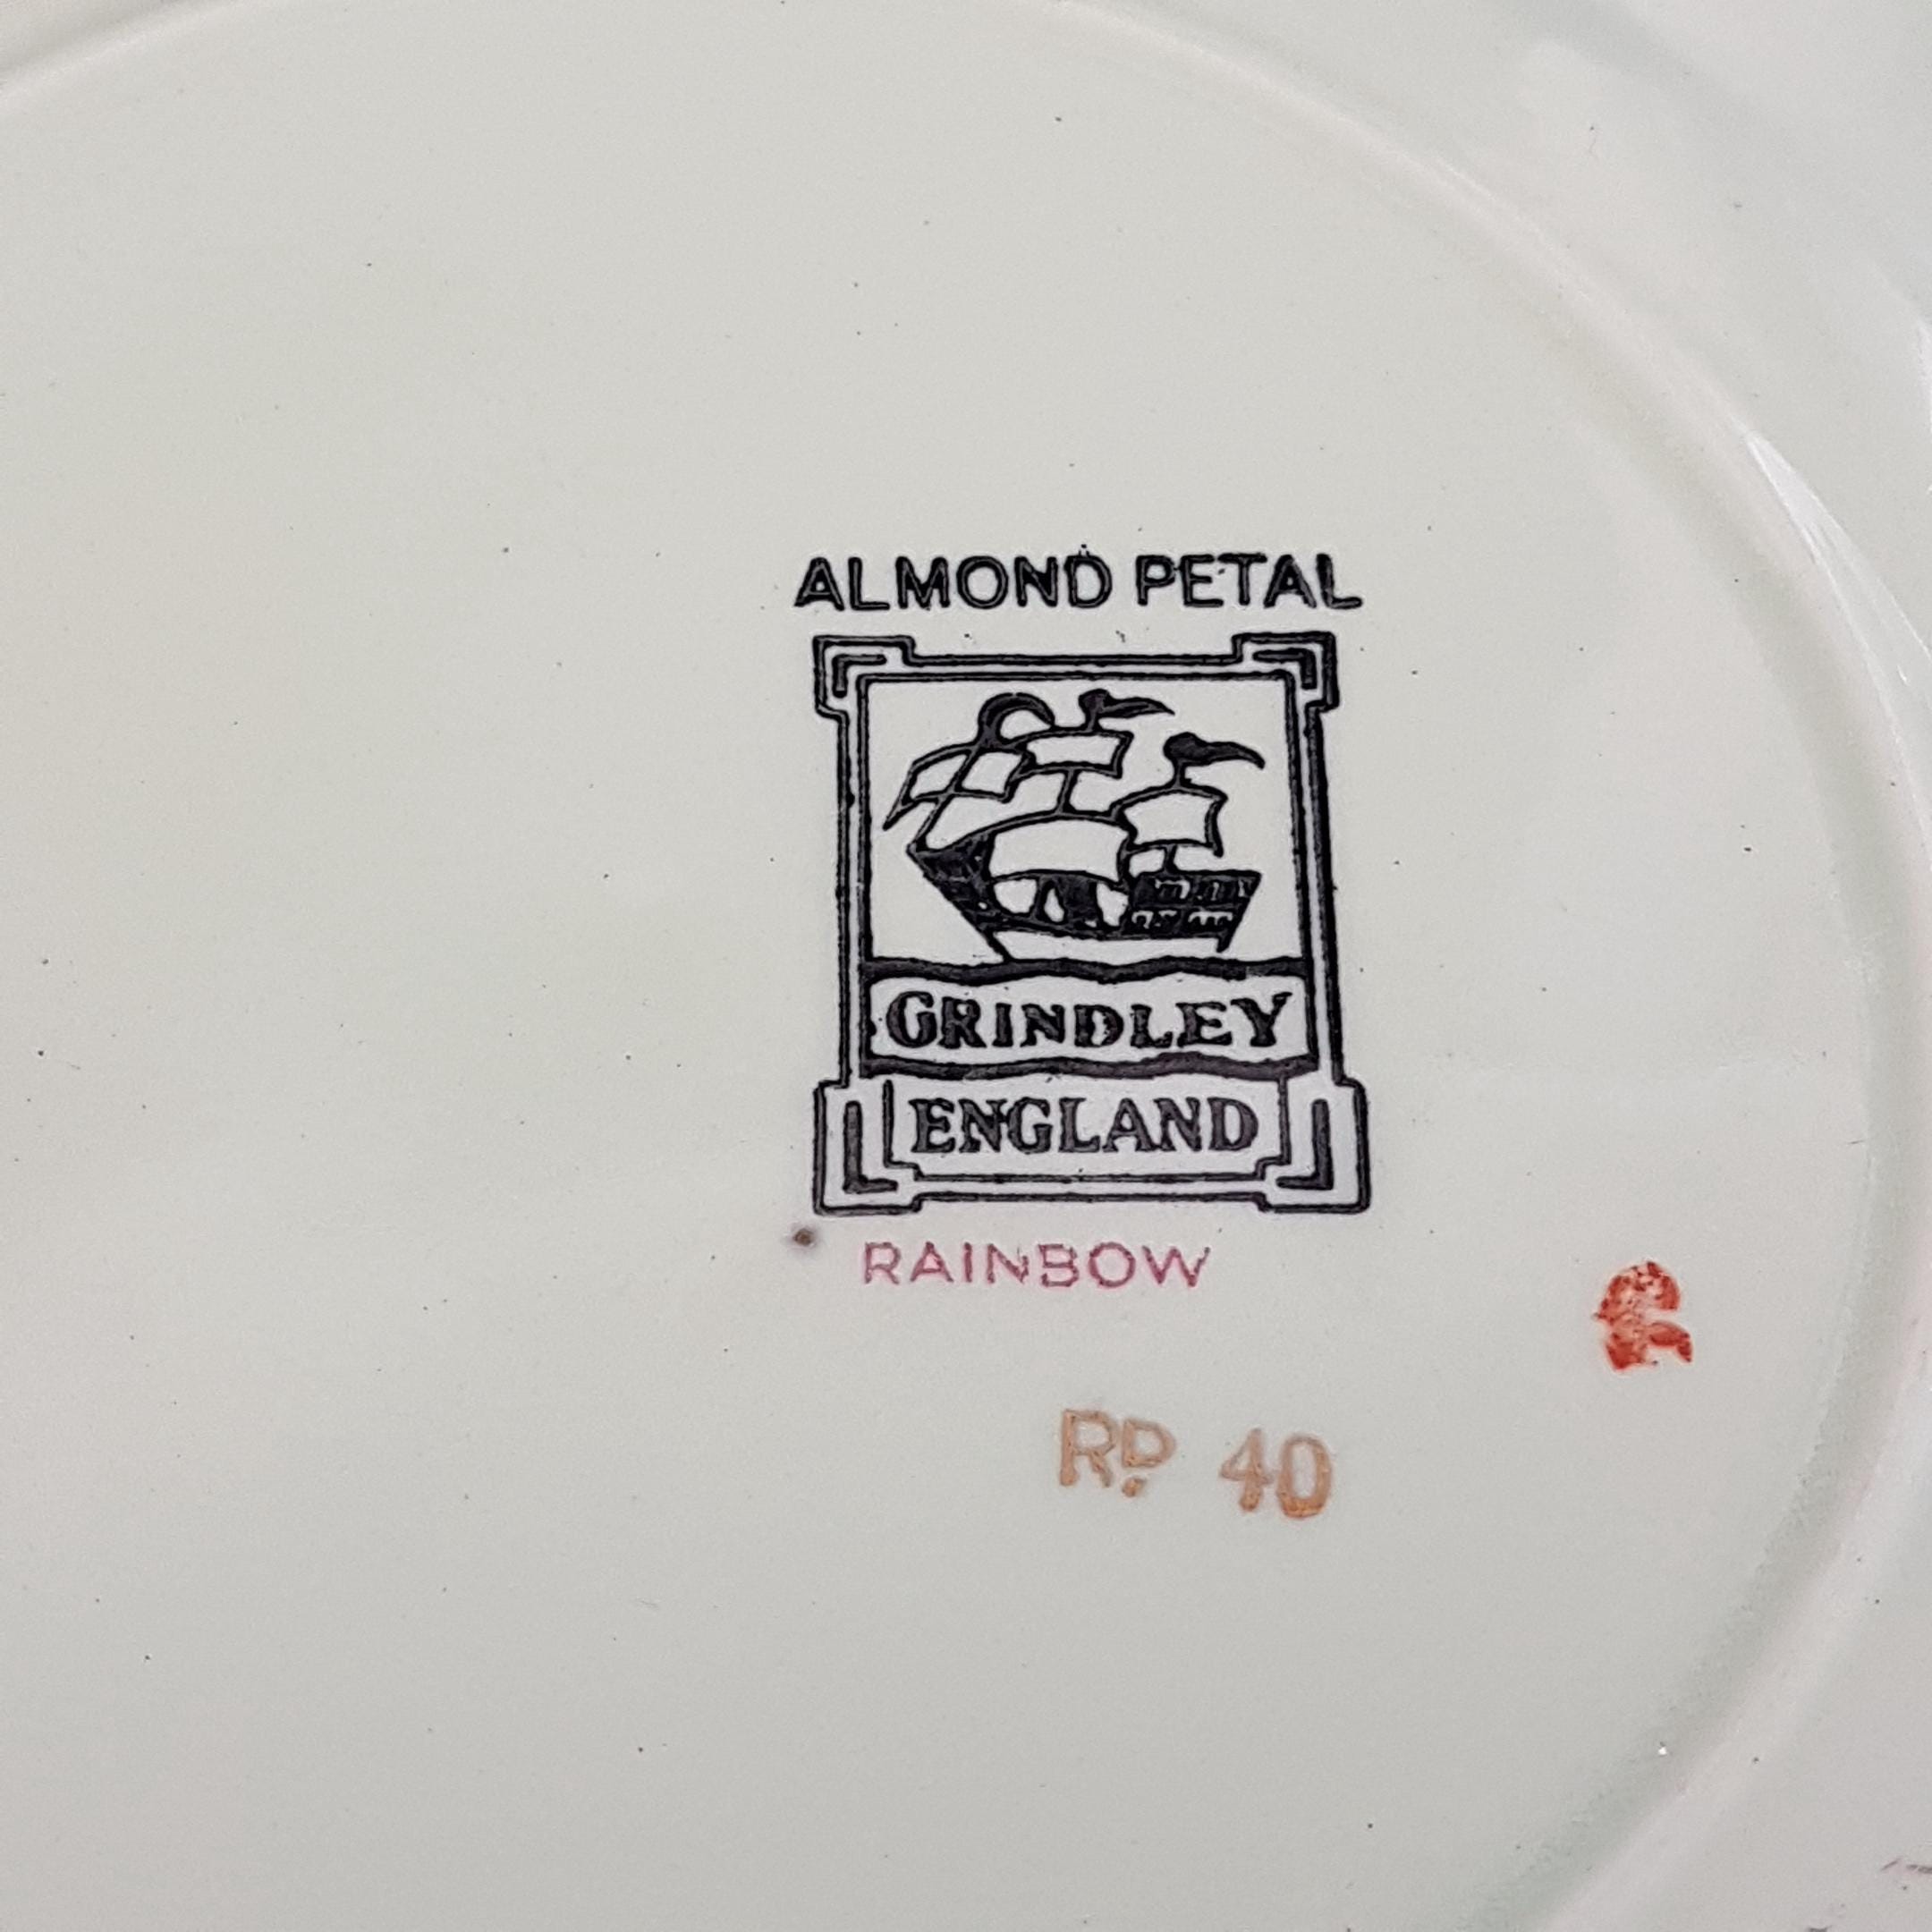 ALMOND PETAL
GRINDLEY
ENGLAND
RAINBOW
RD. 40